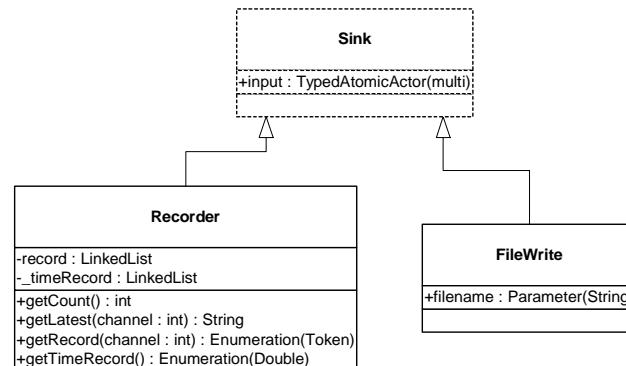 Sink
+input : TypedAtomicActor(multi)
Recorder
-record : LinkedList
-_timeRecord : LinkedList
+getCount() : int
+getLatest(channel : int) : String
+getRecord(channel : int) : Enumeration(Token)
+getTimeRecord() : Enumeration(Double)
FileWrite
+filename : Parameter(String